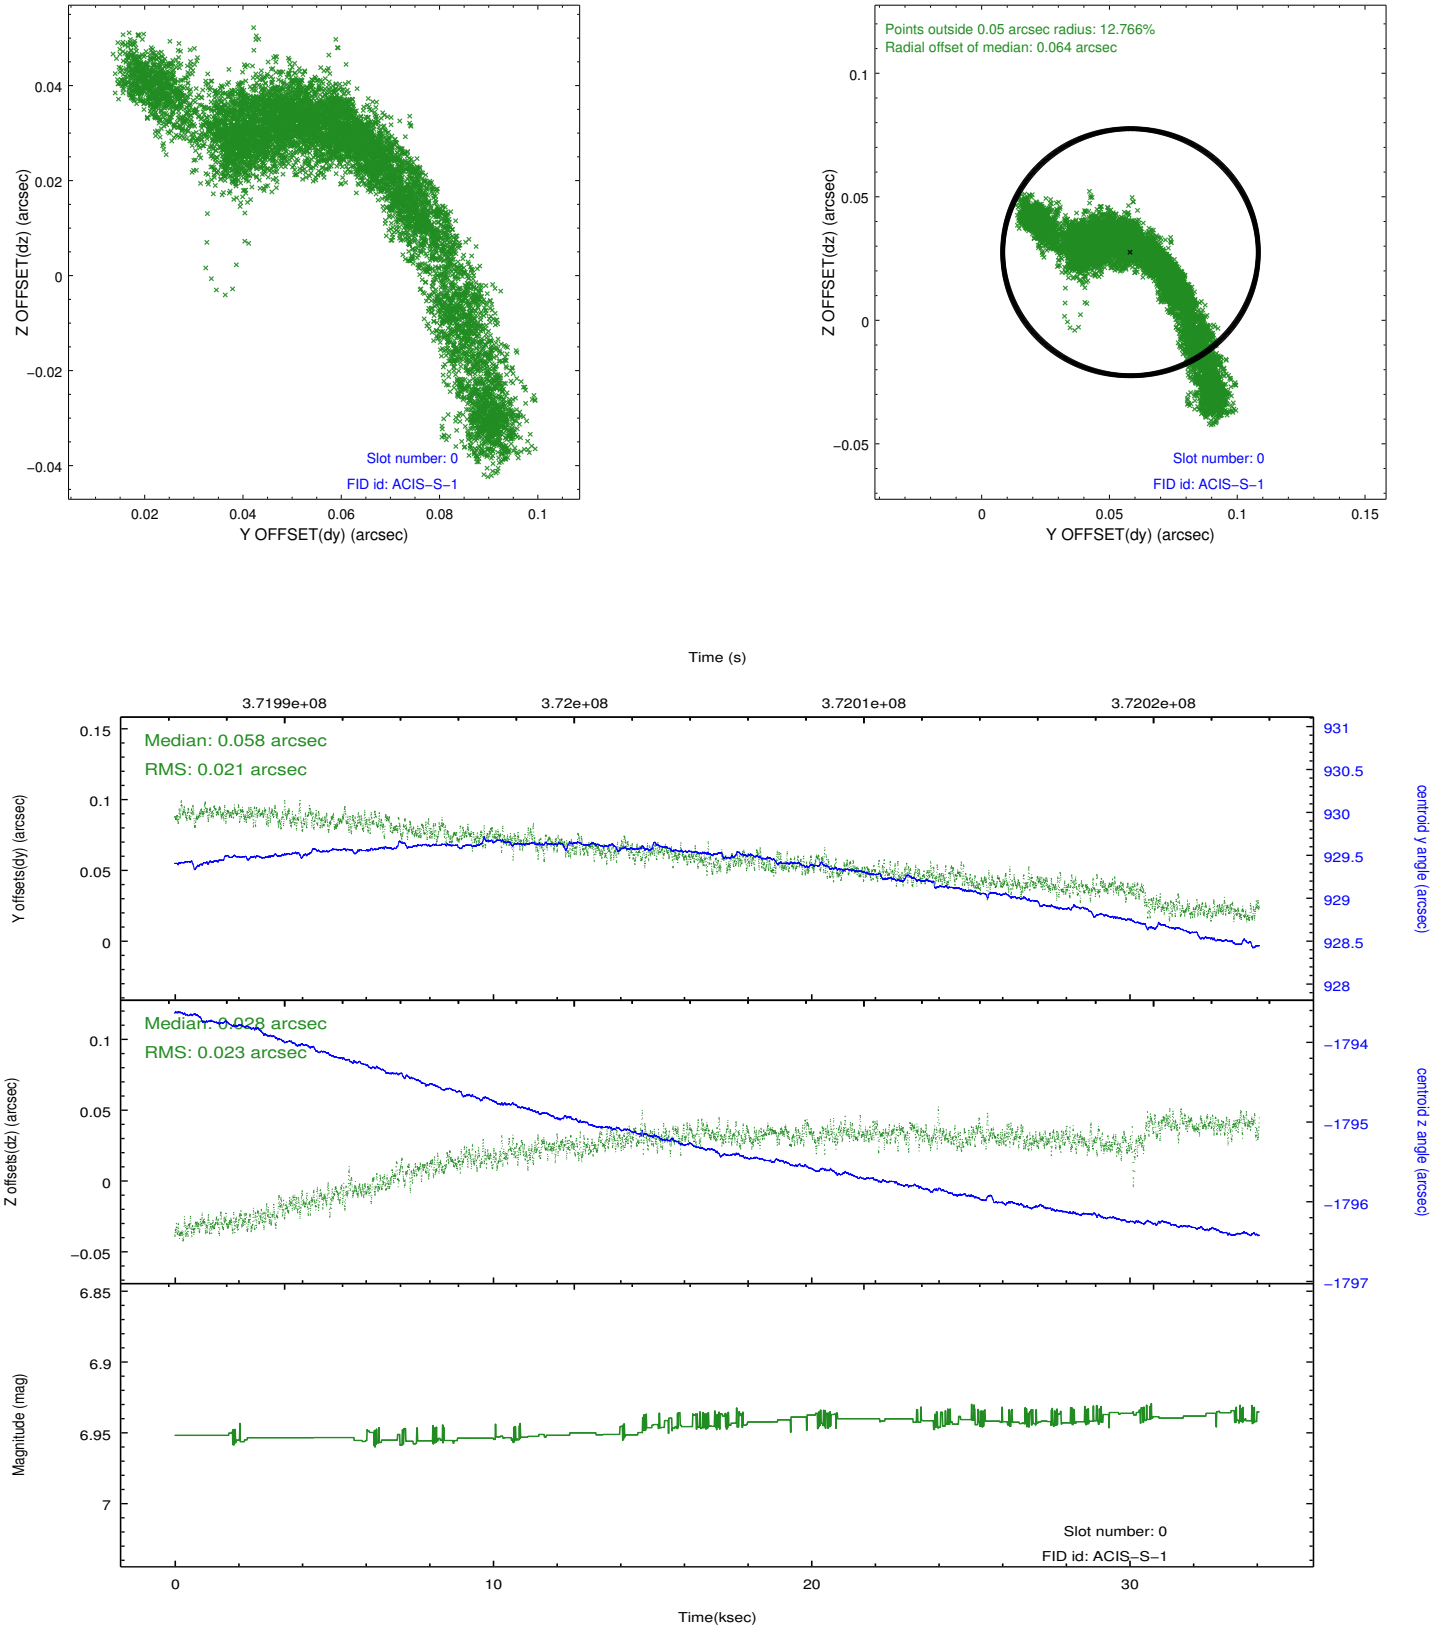 0.04
0.02
0
−0.02
−0.04
Z OFFSET(dz) (arcsec)
Slot number: 0
FID id: ACIS−S−1
0.02 0.04 0.06 0.08 0.1
Y OFFSET(dy) (arcsec)
Points outside 0.05 arcsec radius: 12.766%
Radial offset of median: 0.064 arcsec
0.1
0.05
0
−0.05
Z OFFSET(dz) (arcsec)
Slot number: 0
FID id: ACIS−S−1
0 0.05 0.1 0.15
Y OFFSET(dy) (arcsec)
Time (s)
3.7199e+08 3.72e+08 3.7201e+08 3.7202e+08
Median: 0.058 arcsec
RMS: 0.021 arcsec
0.15
0.1
0.05
0
Y offsets(dy) (arcsec)
931
930.5
930
929.5
929
928.5
928
centroid y angle (arcsec)
Median: 0.028 arcsec
RMS: 0.023 arcsec
0.1
0.05
0
−0.05
Z offsets(dz) (arcsec)
−1794
−1795
−1796
−1797
centroid z angle (arcsec)
6.85
6.9
6.95
7
Magnitude (mag)
Slot number: 0
FID id: ACIS−S−1
0 10 20 30
Time(ksec)